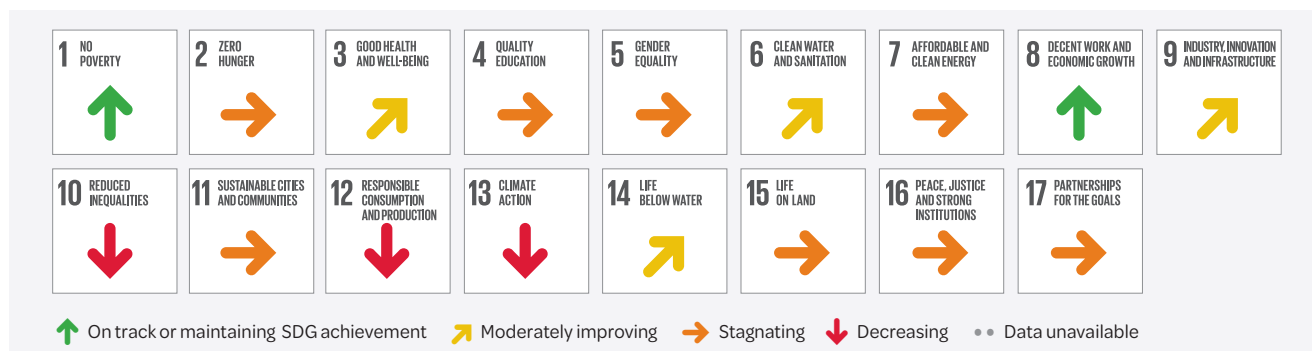 1 NO
POVERTY
2 ZERO
HUNGER
3 GOOD HEALTH
AND WELL-BEING
4 QUALITY
EDUCATION
5 GENDER
EQUALITY
6 CLEAN WATER
AND SANITATION
7 AFFORDABLE AND
CLEAN ENERGY
8 DECENT WORK AND
ECONOMIC GROWTH
9 INDUSTRY, INNOVATION
AND INFRASTRUCTURE
10 REDUCED
INEQUALITIES
11 SUSTAINABLE CITIES
AND COMMUNITIES
12 RESPONSIBLE
CONSUMPTION
AND PRODUCTION
13 CLIMATE
ACTION
14 LIFE
BELOW WATER
15 LIFE
ON LAND
16 PEACE, JUSTICE
AND STRONG
INSTITUTIONS
17 PARTNERSHIPS
FOR THE GOALS
On track or maintaining SDG achievement Moderately improving Stagnating Decreasing Data unavailable